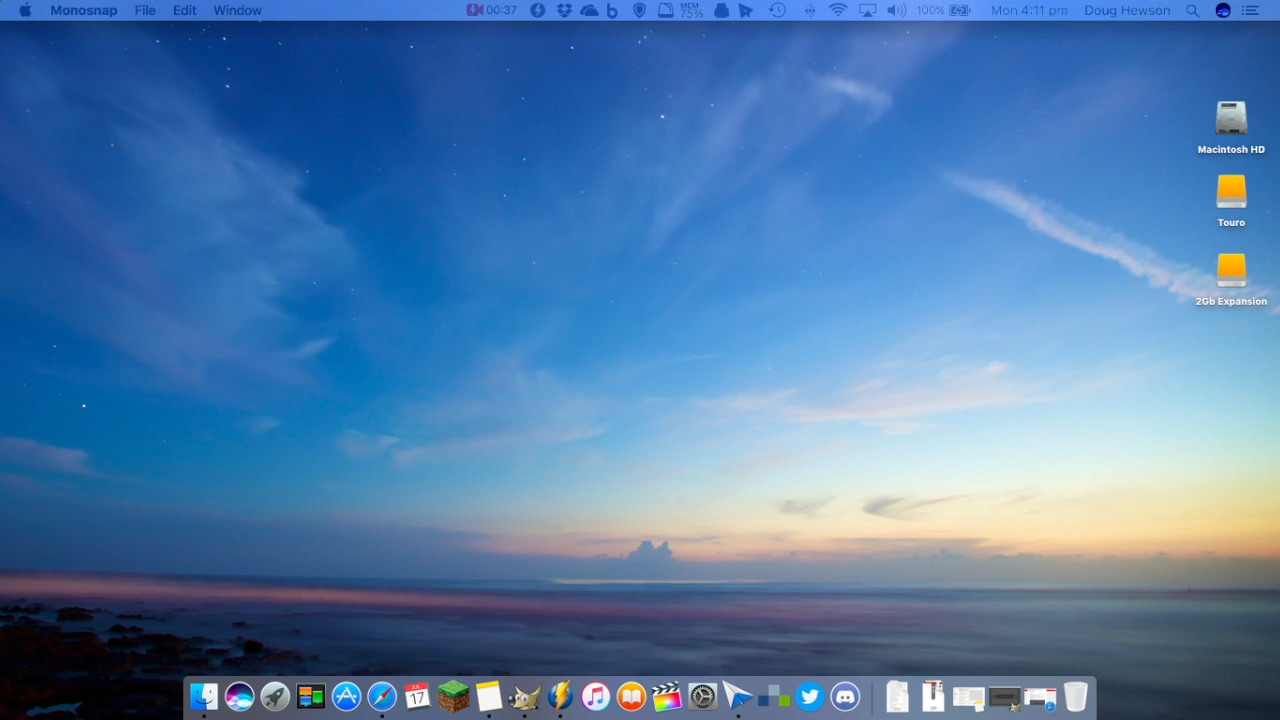 Monosnap File Edit Window 00:37 MEM 75% 100% Mon 4:11 pm Doug Hewson
Macintosh HD
Touro
2Gb Expansion
JUL
17